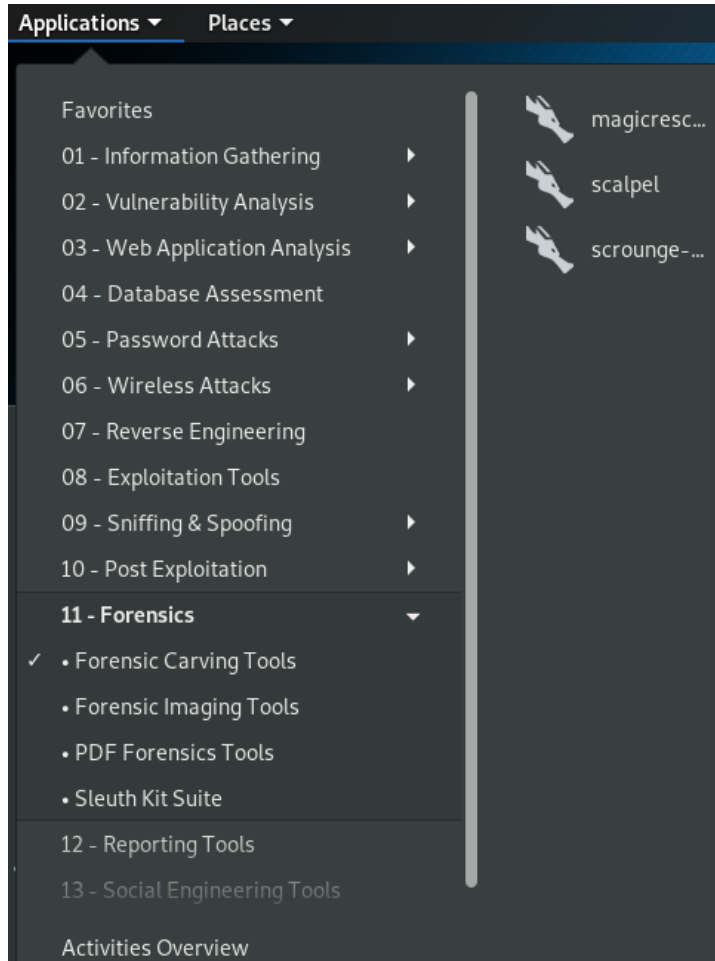 Applications Places
Favorites
01 - Information Gathering
02 - Vulnerability Analysis
03 - Web Application Analysis
04 - Database Assessment
05 - Password Attacks
06 - Wireless Attacks
07 - Reverse Engineering
08 - Exploitation Tools
09 - Sniffing & Spoofing
10 - Post Exploitation
11 - Forensics
• Forensic Carving Tools
• Forensic Imaging Tools
• PDF Forensics Tools
• Sleuth Kit Suite
12 - Reporting Tools
13 - Social Engineering Tools
Activities Overview
magicresc...
scalpel
scrounge-...